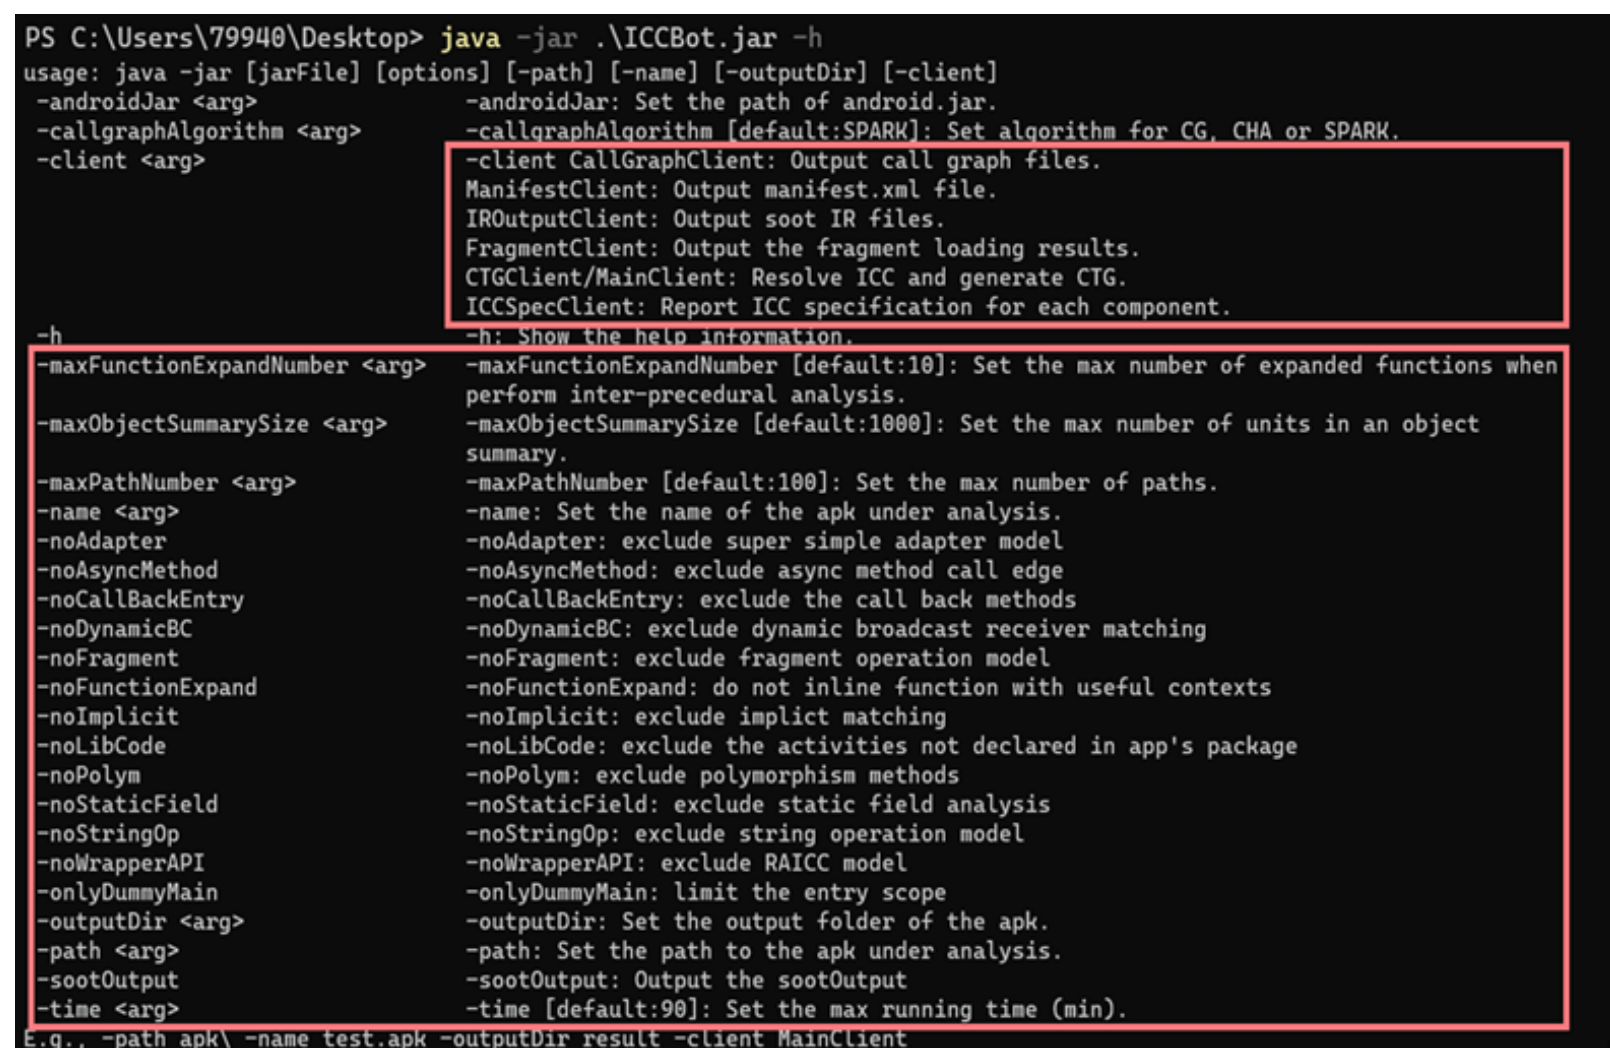 PS C:\Users\79940\Desktop> java -jar .\ICCBot.jar -h
usage: java -jar [jarFile] [options] [-path] [-name] [-outputDir] [-client]
-androidJar <arg> -androidJar: Set the path of android.jar.
-callgraphAlgorithm <arg> -callgraphAlgorithm [default:SPARK]: Set algorithm for CG, CHA or SPARK.
-client <arg> -client CallGraphClient: Output call graph files.
ManifestClient: Output manifest.xml file.
IROutputClient: Output soot IR files.
FragmentClient: Output the fragment loading results.
CTGClient/MainClient: Resolve ICC and generate CTG.
ICCSpecClient: Report ICC specification for each component.
-h -h: Show the help information.
-maxFunctionExpandNumber <arg> -maxFunctionExpandNumber [default:10]: Set the max number of expanded functions when
perform inter-precedural analysis.
-maxObjectSummarySize <arg> -maxObjectSummarySize [default:1000]: Set the max number of units in an object
summary.
-maxPathNumber <arg> -maxPathNumber [default:100]: Set the max number of paths.
-name <arg> -name: Set the name of the apk under analysis.
-noAdapter -noAdapter: exclude super simple adapter model
-noAsyncMethod -noAsyncMethod: exclude async method call edge
-noCallBackEntry -noCallBackEntry: exclude the call back methods
-noDynamicBC -noDynamicBC: exclude dynamic broadcast receiver matching
-noFragment -noFragment: exclude fragment operation model
-noFunctionExpand -noFunctionExpand: do not inline function with useful contexts
-noImplicit -noImplicit: exclude implict matching
-noLibCode -noLibCode: exclude the activities not declared in app's package
-noPolym -noPolym: exclude polymorphism methods
-noStaticField -noStaticField: exclude static field analysis
-noStringOp -noStringOp: exclude string operation model
-noWrapperAPI -noWrapperAPI: exclude RAICC model
-onlyDummyMain -onlyDummyMain: limit the entry scope
-outputDir <arg> -outputDir: Set the output folder of the apk.
-path <arg> -path: Set the path to the apk under analysis.
-sootOutput -sootOutput: Output the sootOutput
-time <arg> -time [default:90]: Set the max running time (min).
E.g., -path apk\ -name test.apk -outputDir result -client MainClient